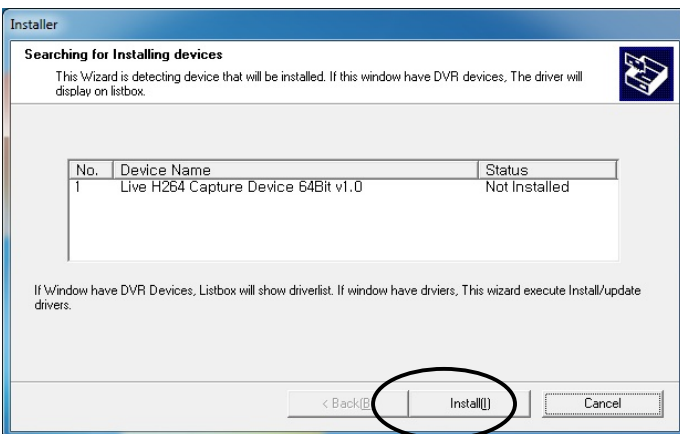 Installer
Searching for Installing devices
This Wizard is detecting device that will be installed. If this window have DVR devices, The driver will
display on listbox.
No. Device Name Status
1 Live H264 Capture Device 64Bit v1.0 Not Installed
If Window have DVR Devices, Listbox will show driverlist. If window have drviers, This wizard execute Install/update
drivers.
< Back(B Install(I) Cancel